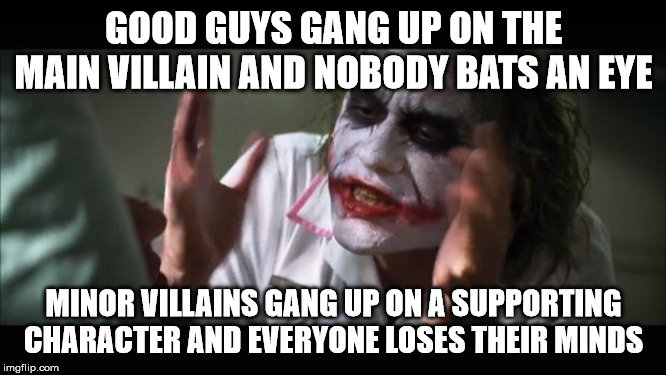 GOOD GUYS GANG UP ON THE
MAIN VILLAIN AND NOBODY BATS AN EYE
MINOR VILLAINS GANG UP ON A SUPPORTING
CHARACTER AND EVERYONE LOSES THEIR MINDS
imgflip.com